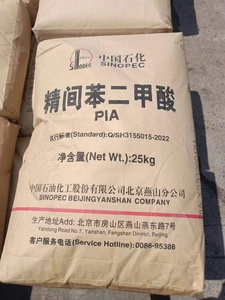 中国石化
SINOPEC
SINOPEC
精间苯二甲酸
PIA
执行标准(Standard):Q/SH3155015-2022
净含量(Net Wt.):25kg
中国石油化工股份有限公司北京燕山分公司
SINOPEC BEIJINGYANSHAN COMPANY
生产地址Add: 北京市房山区燕山燕东路7号
Yandong Road No.7, Yanshan, Fangshan District, Beijing
客户服务电话(Service Hotline):0086-95388